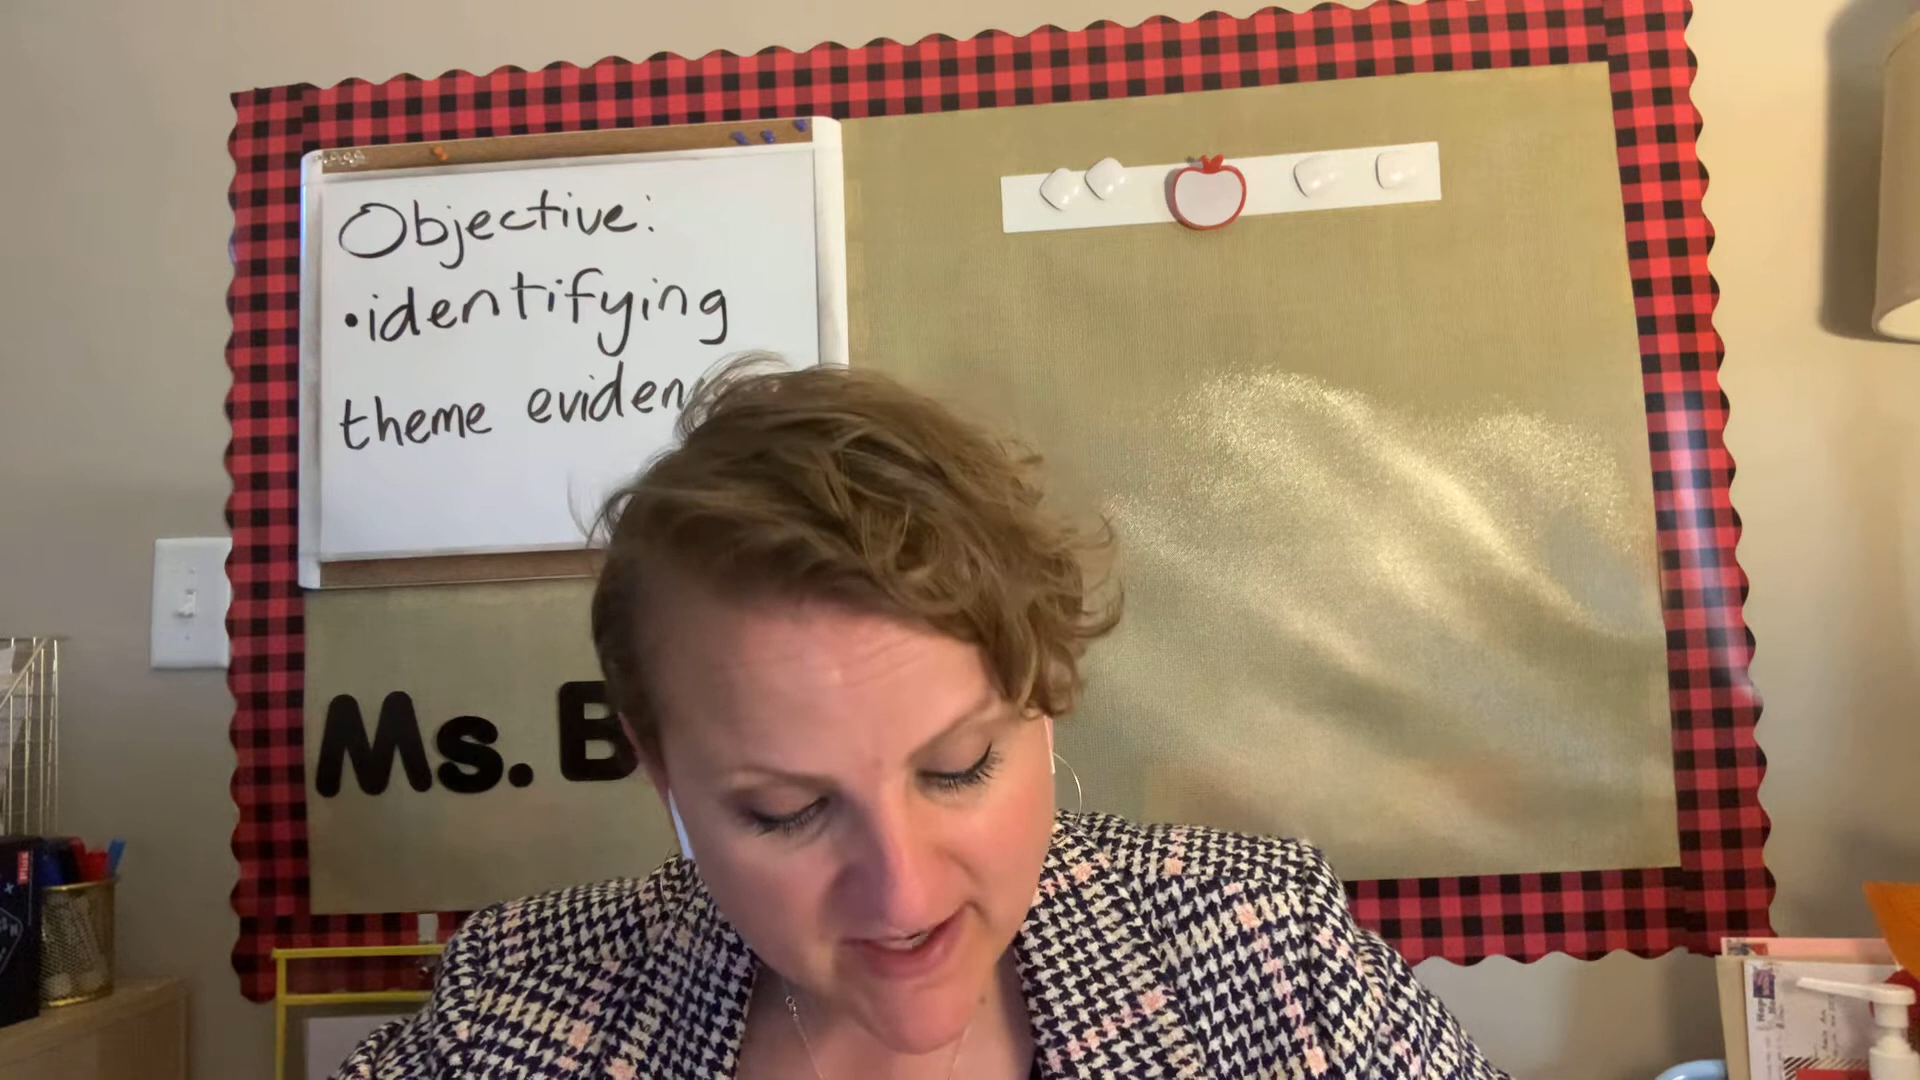 Objective:
•identifying
theme eviden
Ms. B